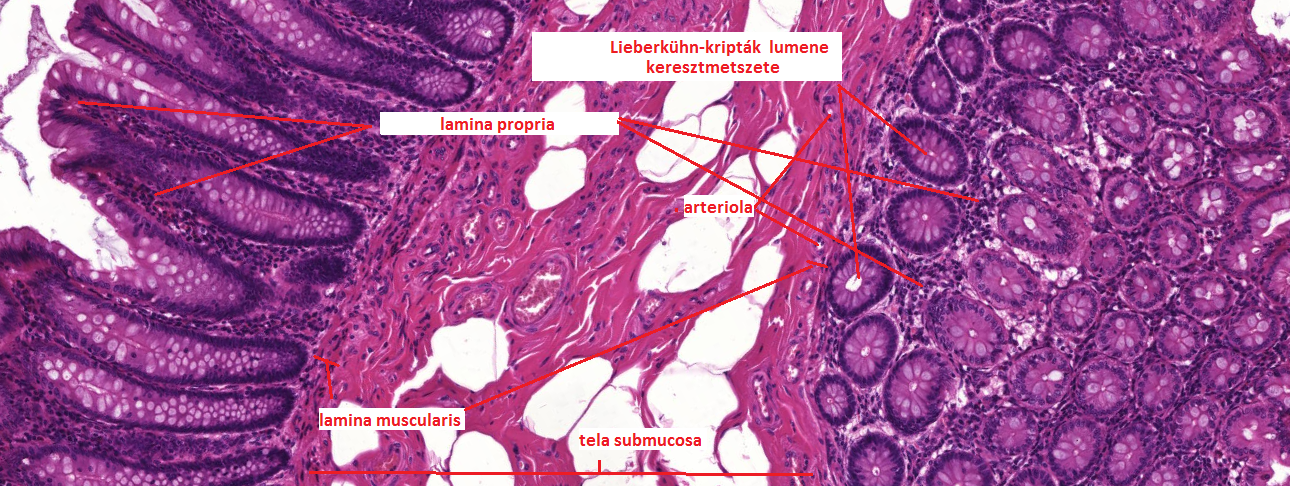 Lieberkühn-kripták lumene
keresztmetszete
lamina propria
arteriola
lamina muscularis
tela submucosa